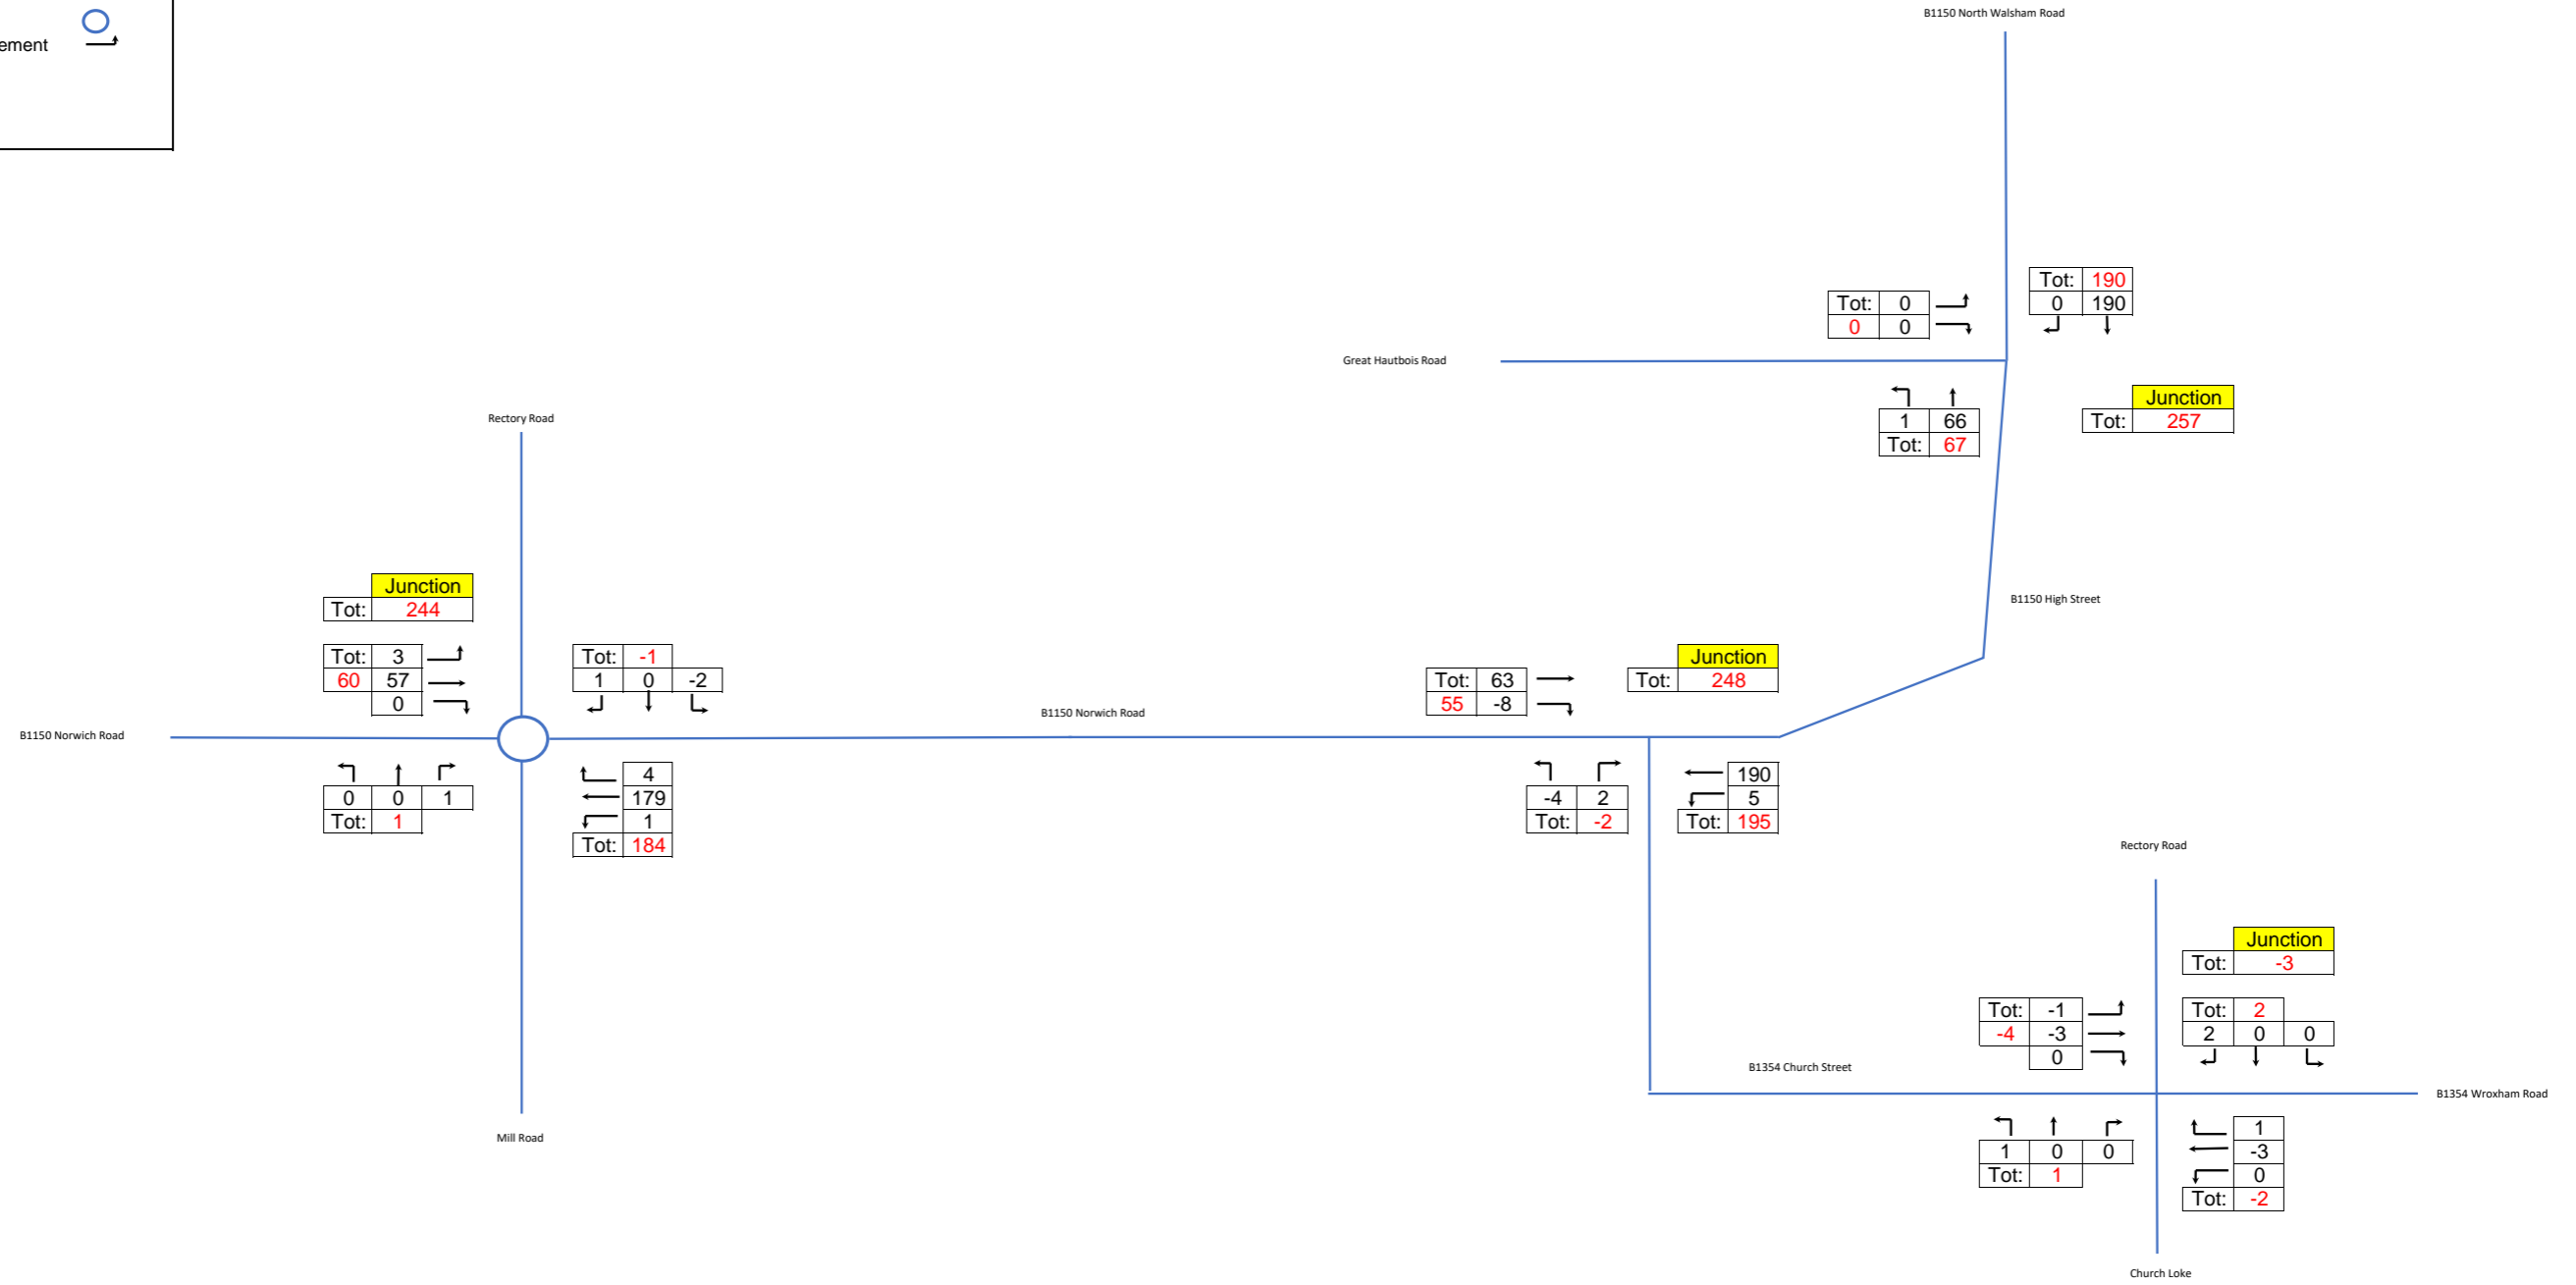 ement
B1150 North Walsham Road
Tot: 190
0 190
Tot: 0
0 0
Great Hautbois Road
1 66
Tot: 67
Junction
Tot: 257
Rectory Road
Junction
Tot: 244
Tot: 3
60 57
0
Tot: -1
1 0 -2
B1150 Norwich Road
0 0 1
Tot: 1
4
179
1
Tot: 184
Mill Road
B1150 Norwich Road
Tot: 63
55 -8
Junction
Tot: 248
B1150 High Street
-4 2
Tot: -2
190
5
Tot: 195
Rectory Road
Junction
Tot: -3
Tot: -1
-4 -3
0
Tot: 2
2 0 0
B1354 Church Street
B1354 Wroxham Road
1 0 0
Tot: 1
1
-3
0
Tot: -2
Church Loke